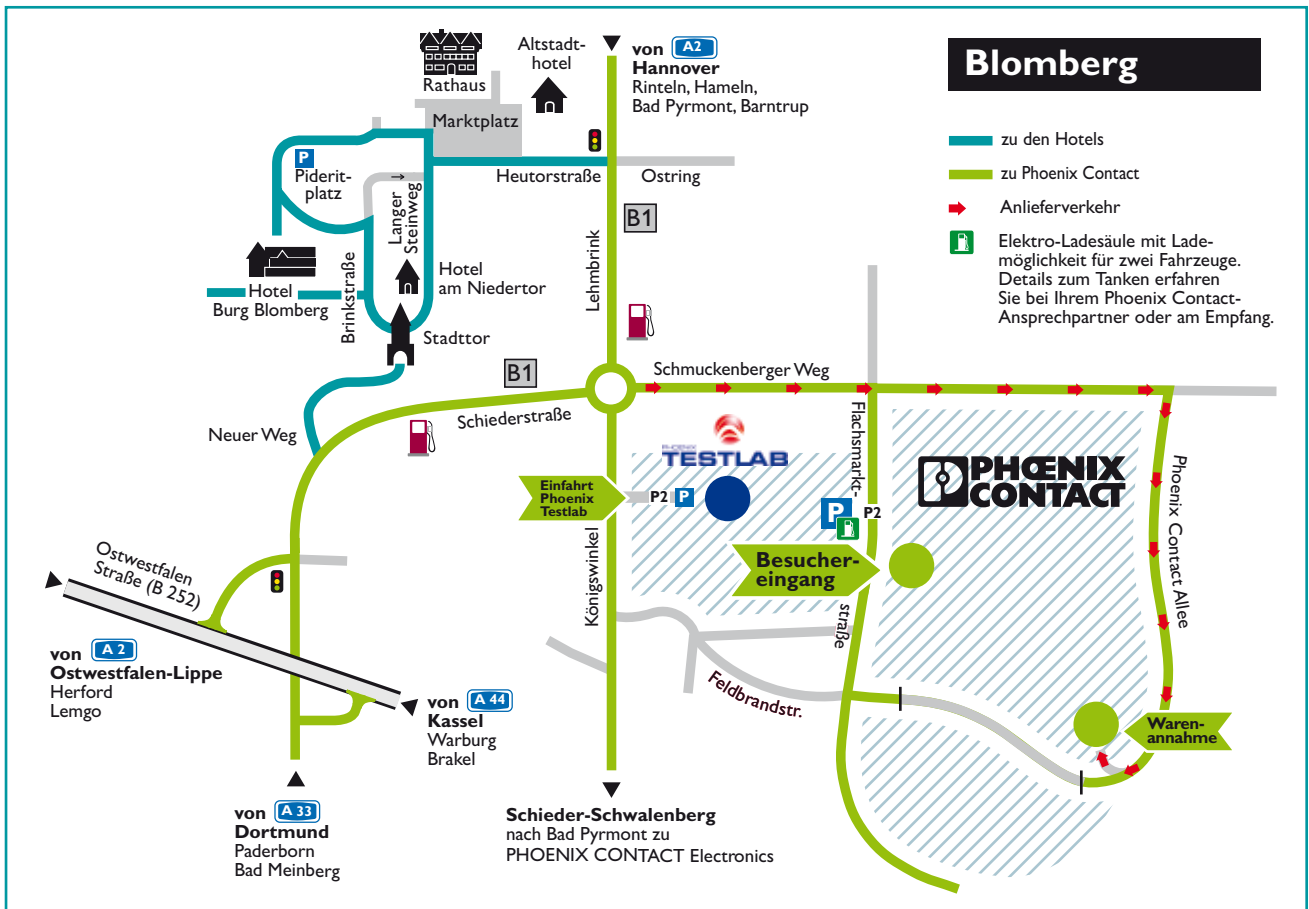 Blomberg
zu den Hotels
zu Phoenix Contact
Anlieferverkehr
Elektro-Ladesäule mit Lade-
möglichkeit für zwei Fahrzeuge.
Details zum Tanken erfahren
Sie bei Ihrem Phoenix Contact-
Ansprechpartner oder am Empfang.
von A2
Hannover
Rinteln, Hameln,
Bad Pyrmont, Barntrup
Altstadt-
hotel
Rathaus
Marktplatz
P
Piderit-
platz
Heutorstraße
Ostring
Langer
Steinweg
B1
Lehmbrink
Hotel
Burg Blomberg
Brinkstraße
Hotel
am Niedertor
Stadttor
B1
Schiederstraße
Schmuckenberger Weg
Neuer Weg
PHOENIX
TESTLAB
Flachsmarkt-
straße
PHOENIX
CONTACT
Phoenix Contact Allee
Einfahrt
Phoenix
Testlab
P2 P
P P2
Besucher-
eingang
Königswinkel
Ostwestfalen
Straße (B 252)
von A 2
Ostwestfalen-Lippe
Herford
Lemgo
von A 44
Kassel
Warburg
Brakel
Feldbrandstr.
Waren-
annahme
von A 33
Dortmund
Paderborn
Bad Meinberg
Schieder-Schwalenberg
nach Bad Pyrmont zu
PHOENIX CONTACT Electronics